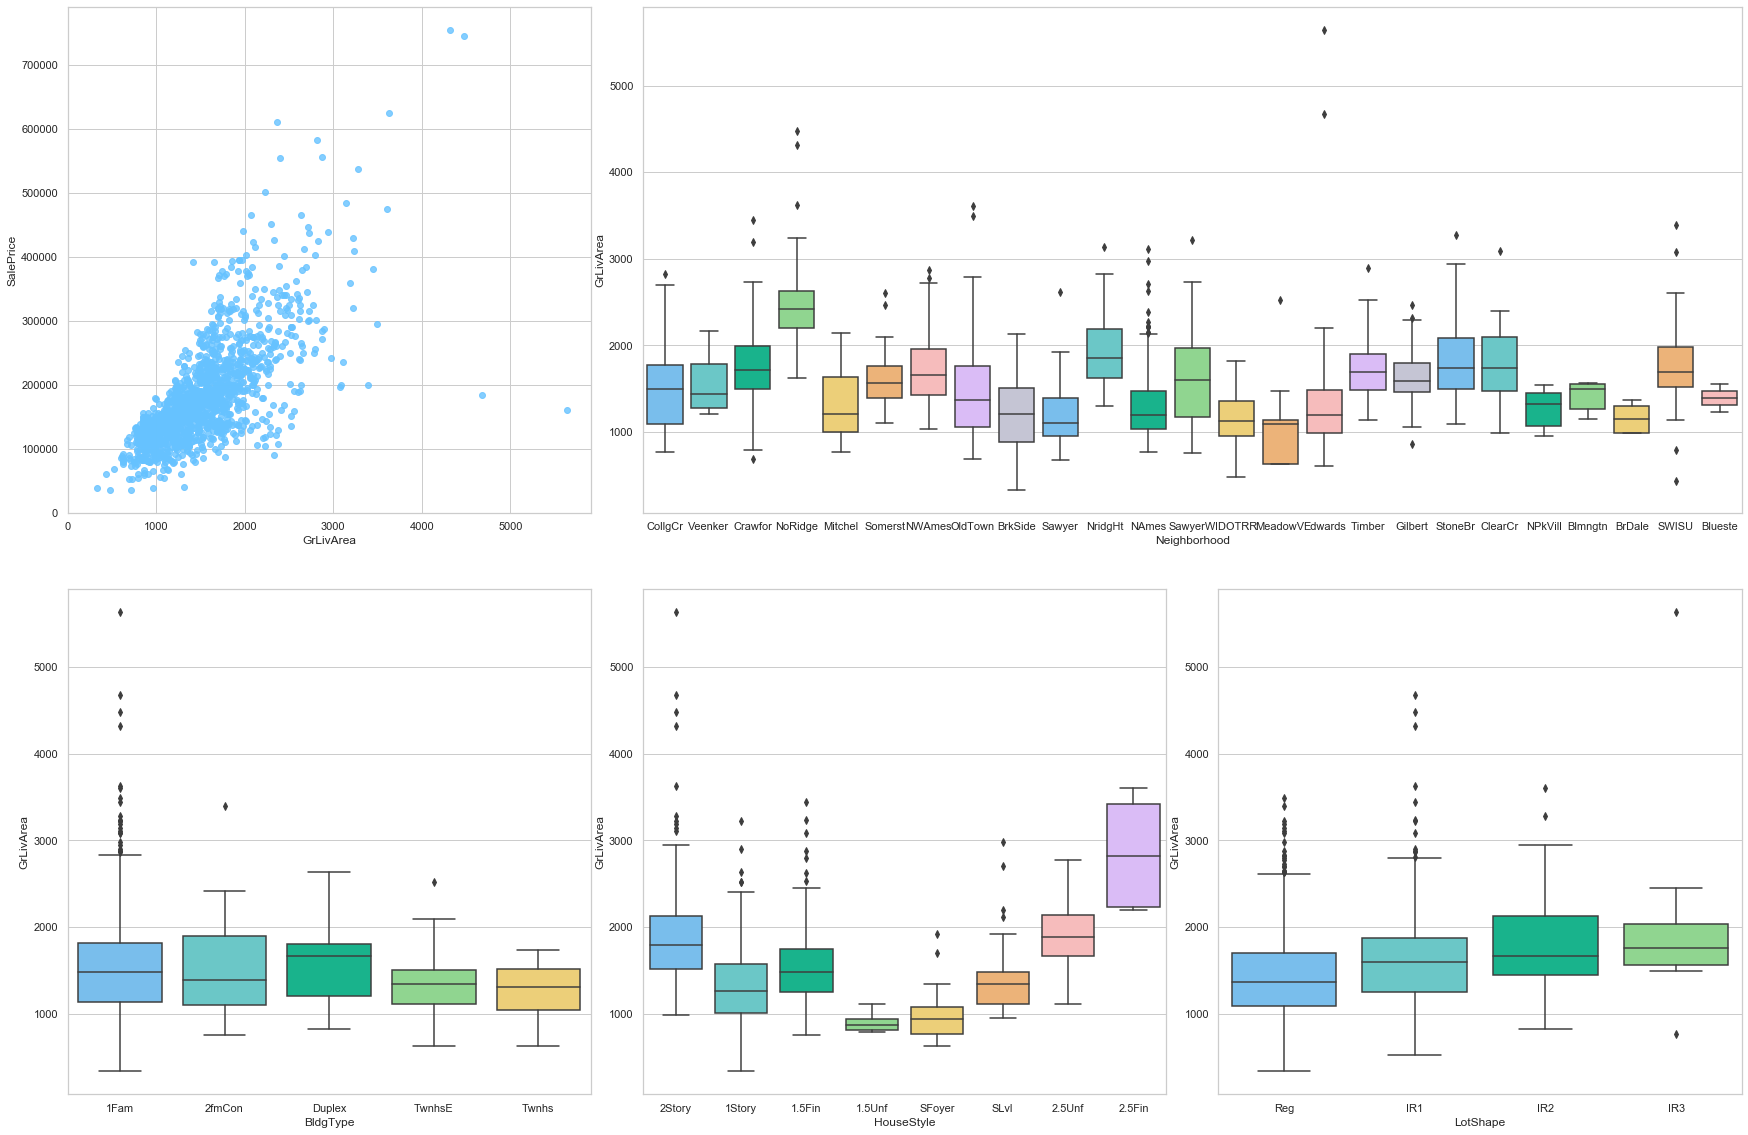 SalePrice
700000
600000
500000
400000
300000
200000
100000
0
0 1000 2000 3000 4000 5000
GrLivArea
GrLivArea
5000
4000
3000
2000
1000
CollgCr Veenker Crawfor NoRidge Mitchel Somerst NWAmes OldTown BrkSide Sawyer NridgHt NAmes SawyerW IDOTRR MeadowV Edwards Timber Gilbert StoneBr ClearCr NPkVill Blmngtn BrDale SWISU Blueste
Neighborhood
GrLivArea
5000
4000
3000
2000
1000
1Fam 2fmCon Duplex TwnhsE Twnhs
BldgType
GrLivArea
5000
4000
3000
2000
1000
2Story 1Story 1.5Fin 1.5Unf SFoyer SLvl 2.5Unf 2.5Fin
HouseStyle
GrLivArea
5000
4000
3000
2000
1000
Reg IR1 IR2 IR3
LotShape